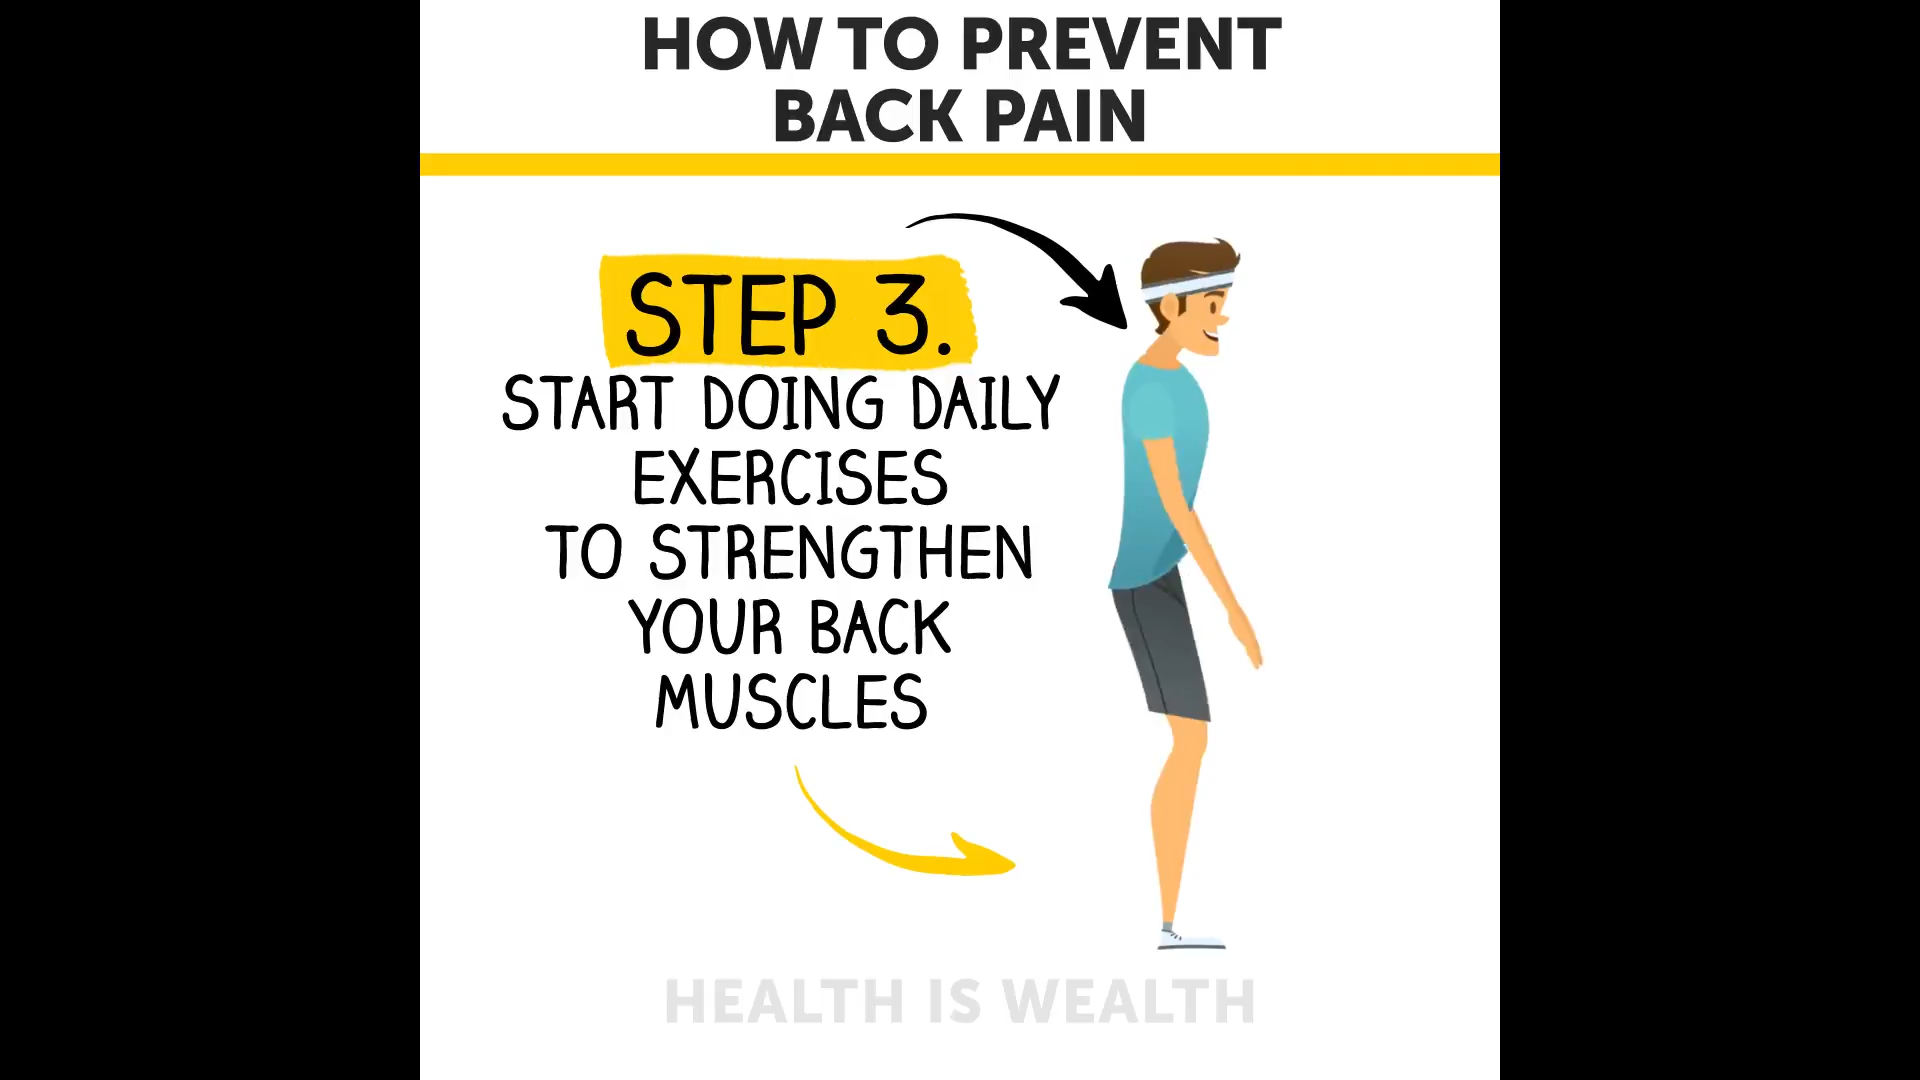 HOW TO PREVENT
BACK PAIN
STEP 3.
START DOING DAILY
EXERCISES
TO STRENGTHEN
YOUR BACK
MUSCLES
HEALTH IS WEALTH